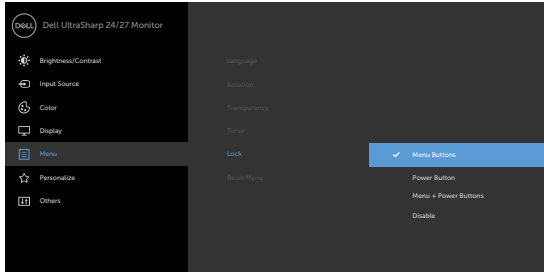 DELL
Dell UltraSharp 24/27 Monitor
Brightness/Contrast
Input Source
Color
Display
Menu
Personalize
Others
Language
Rotation
Transparency
Timer
Lock
Reset Menu
Menu Buttons
Power Button
Menu + Power Buttons
Disable